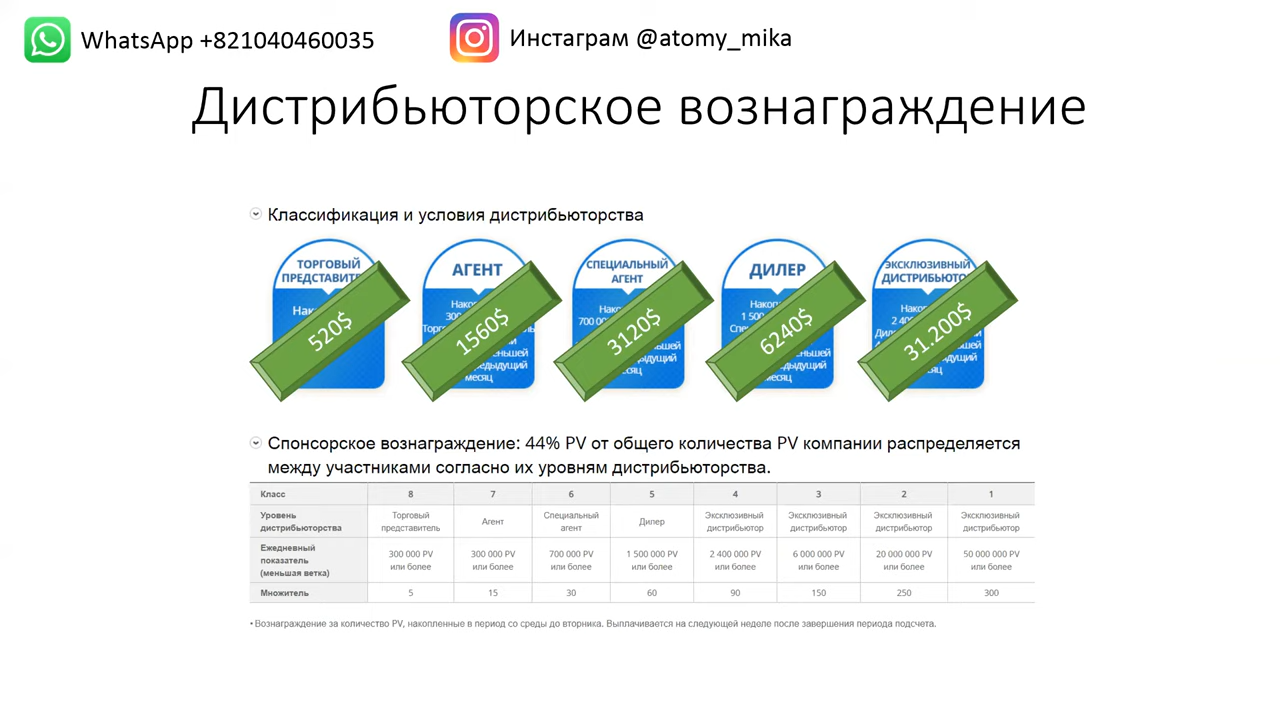 WhatsApp +821040460035
Инстаграм @atomy_mika
Дистрибьюторское вознаграждение
Классификация и условия дистрибьюторства
ТОРГОВЫЙ
520$
АГЕНТ
1560$
СПЕЦИАЛЬНЫЙ
АГЕНТ
3120$
ДИЛЕР
6240$
ЭКСКЛЮЗИВНЫЙ
31.200$
Спонсорское вознаграждение: 44% PV от общего количества PV компании распределяется
между участниками согласно их уровням дистрибьюторства.
Класс 8 7 6 5 4 3 2 1
Уровень дистрибьюторства Торговый представитель Агент Специальный агент Дилер Эксклюзивный дистрибьютор Эксклюзивный дистрибьютор Эксклюзивный дистрибьютор Эксклюзивный дистрибьютор
Ежедневный показатель (меньшая ветка) 300 000 PV или более 300 000 PV или более 700 000 PV или более 1 500 000 PV или более 2 400 000 PV или более 6 000 000 PV или более 20 000 000 PV или более 50 000 000 PV или более
Множитель 5 15 30 60 90 150 250 300
• Вознаграждение за количество PV, накопленные в период со среды до вторника. Выплачивается на следующей неделе после завершения периода подсчета.